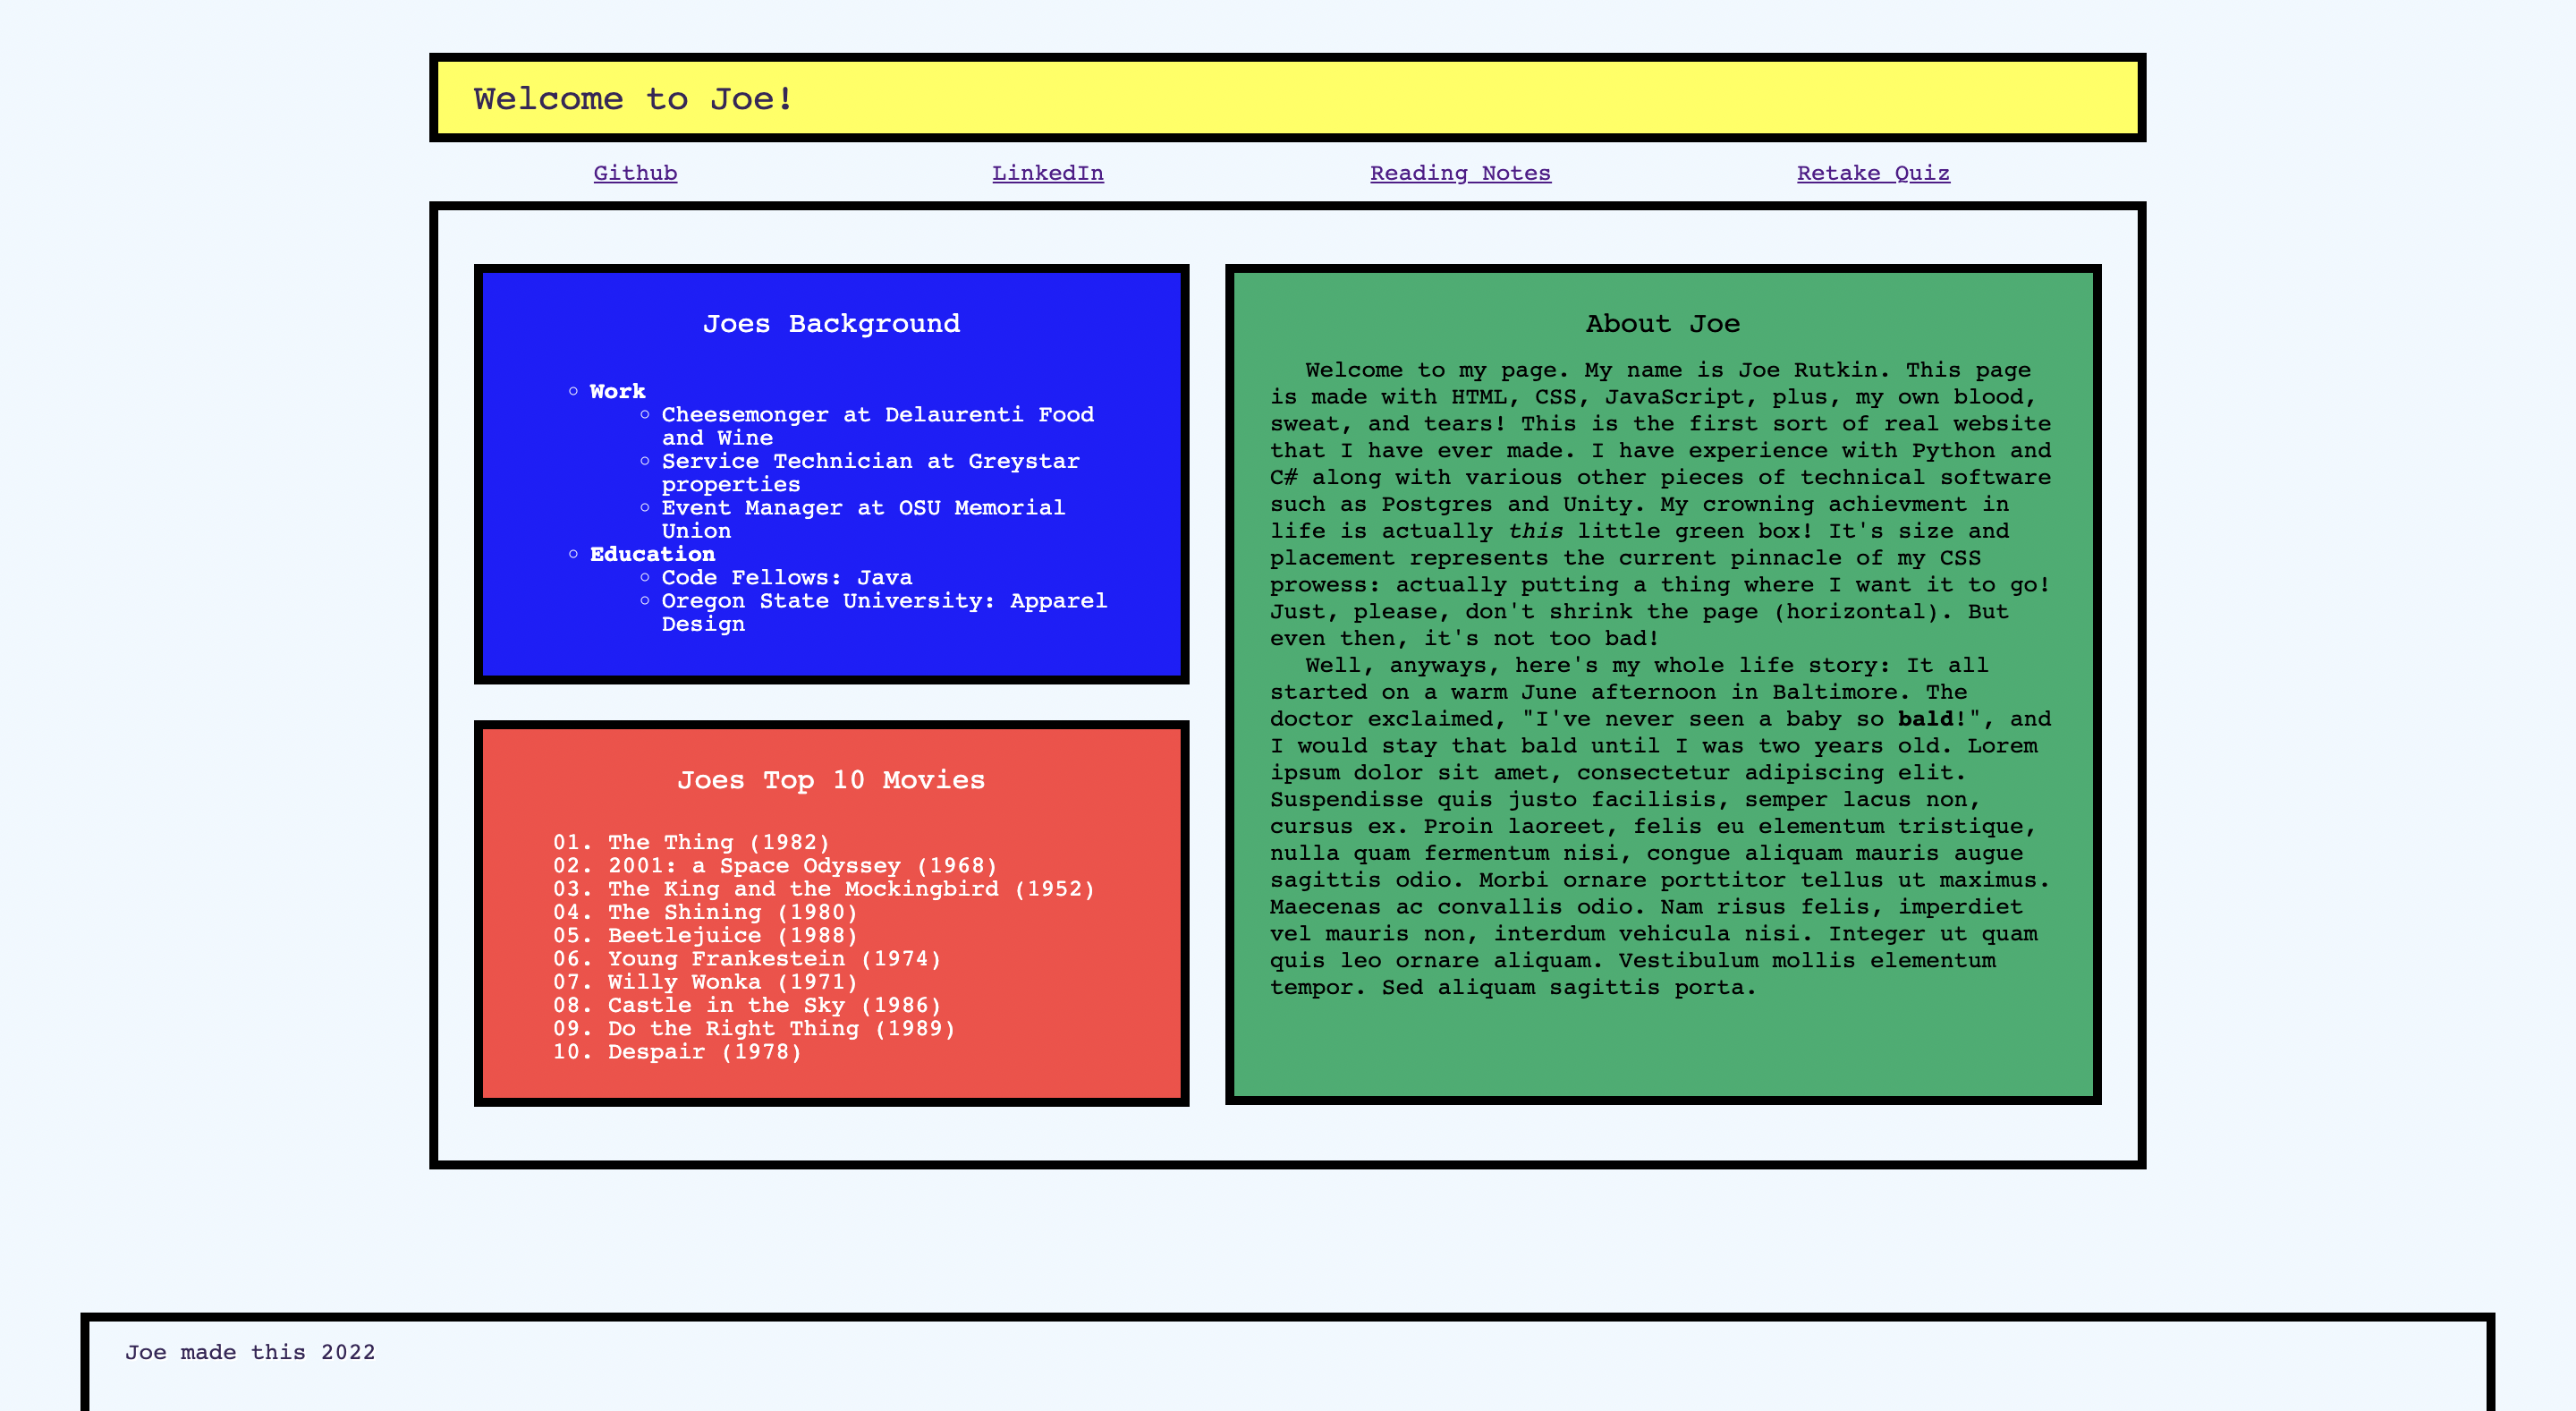 Welcome to Joe!
Github LinkedIn Reading Notes Retake Quiz
Joes Background
Work
Cheesemonger at Delaurenti Food
and Wine
Service Technician at Greystar
properties
Event Manager at OSU Memorial
Union
Education
Code Fellows: Java
Oregon State University: Apparel
Design
Joes Top 10 Movies
01. The Thing (1982)
02. 2001: a Space Odyssey (1968)
03. The King and the Mockingbird (1952)
04. The Shining (1980)
05. Beetlejuice (1988)
06. Young Frankestein (1974)
07. Willy Wonka (1971)
08. Castle in the Sky (1986)
09. Do the Right Thing (1989)
10. Despair (1978)
About Joe
Welcome to my page. My name is Joe Rutkin. This page
is made with HTML, CSS, JavaScript, plus, my own blood,
sweat, and tears! This is the first sort of real website
that I have ever made. I have experience with Python and
C# along with various other pieces of technical software
such as Postgres and Unity. My crowning achievment in
life is actually this little green box! It's size and
placement represents the current pinnacle of my CSS
prowess: actually putting a thing where I want it to go!
Just, please, don't shrink the page (horizontal). But
even then, it's not too bad!
Well, anyways, here's my whole life story: It all
started on a warm June afternoon in Baltimore. The
doctor exclaimed, "I've never seen a baby so bald!", and
I would stay that bald until I was two years old. Lorem
ipsum dolor sit amet, consectetur adipiscing elit.
Suspendisse quis justo facilisis, semper lacus non,
cursus ex. Proin laoreet, felis eu elementum tristique,
nulla quam fermentum nisi, congue aliquam mauris augue
sagittis odio. Morbi ornare porttitor tellus ut maximus.
Maecenas ac convallis odio. Nam risus felis, imperdiet
vel mauris non, interdum vehicula nisi. Integer ut quam
quis leo ornare aliquam. Vestibulum mollis elementum
tempor. Sed aliquam sagittis porta.
Joe made this 2022